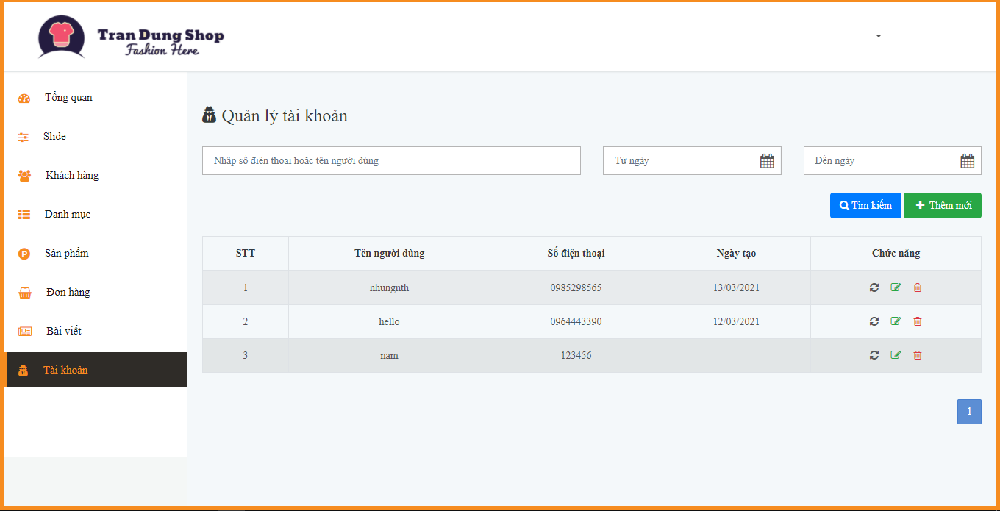 Tran Dung Shop
Fashion Here
Tổng quan
Slide
Khách hàng
Danh mục
Sản phẩm
Đơn hàng
Bài viết
Tài khoản
Quản lý tài khoản
Nhập số điện thoại hoặc tên người dùng
Từ ngày
Đến ngày
Tìm kiếm
Thêm mới
STT Tên người dùng Số điện thoại Ngày tạo Chức năng
1 nhungnth 0985298565 13/03/2021
2 hello 0964443390 12/03/2021
3 nam 123456
1